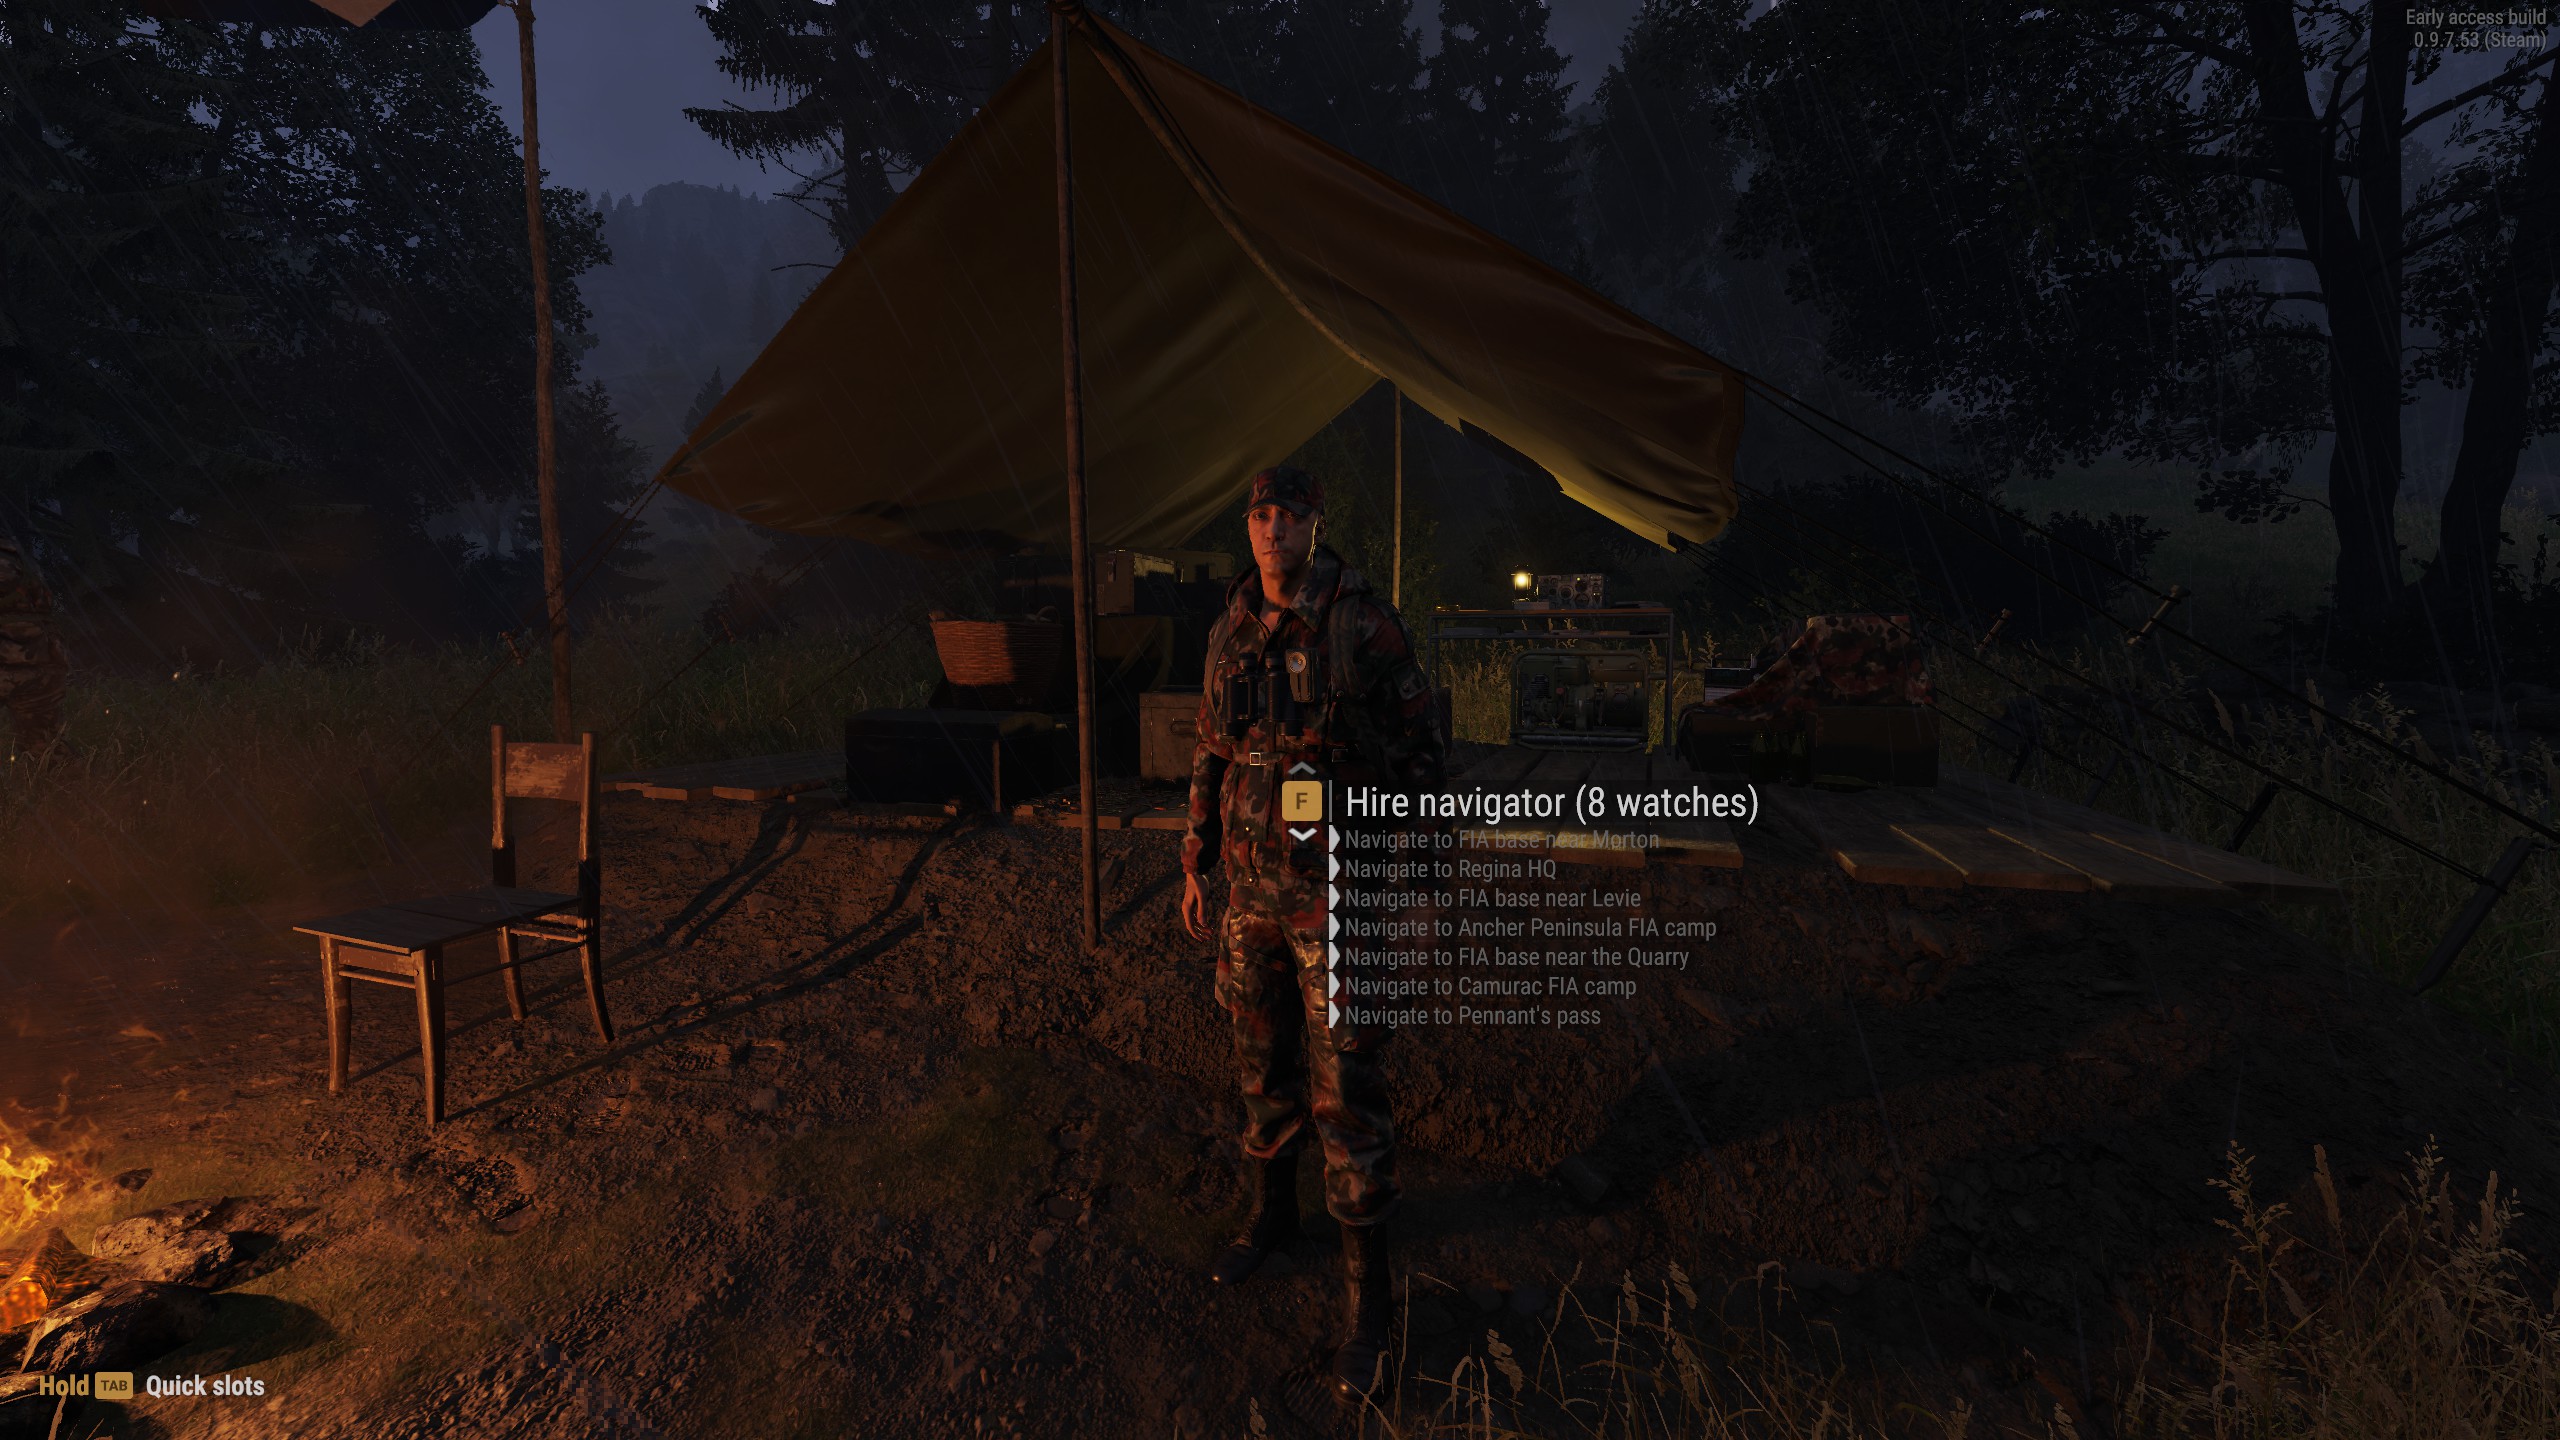 Early access build
0.9.7.53 (Steam)
F Hire navigator (8 watches)
Navigate to FIA base near Morton
Navigate to Regina HQ
Navigate to FIA base near Levie
Navigate to Ancher Peninsula FIA camp
Navigate to FIA base near the Quarry
Navigate to Camurac FIA camp
Navigate to Pennant's pass
Hold TAB Quick slots